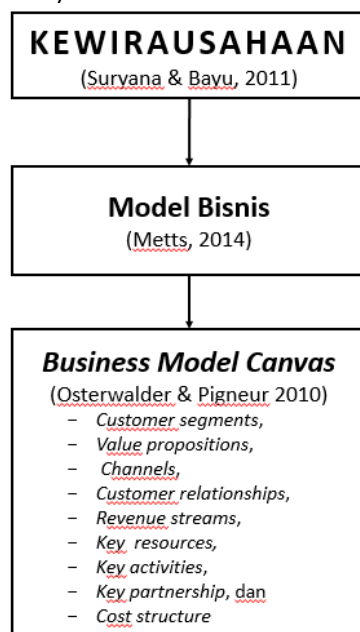 KEWIRAUSAHAAN
(Suryana & Bayu, 2011)
Model Bisnis
(Metts, 2014)
Business Model Canvas
(Osterwalder & Pigneur 2010)
- Customer segments,
- Value propositions,
- Channels,
- Customer relationships,
- Revenue streams,
- Key resources,
- Key activities,
- Key partnership, dan
- Cost structure